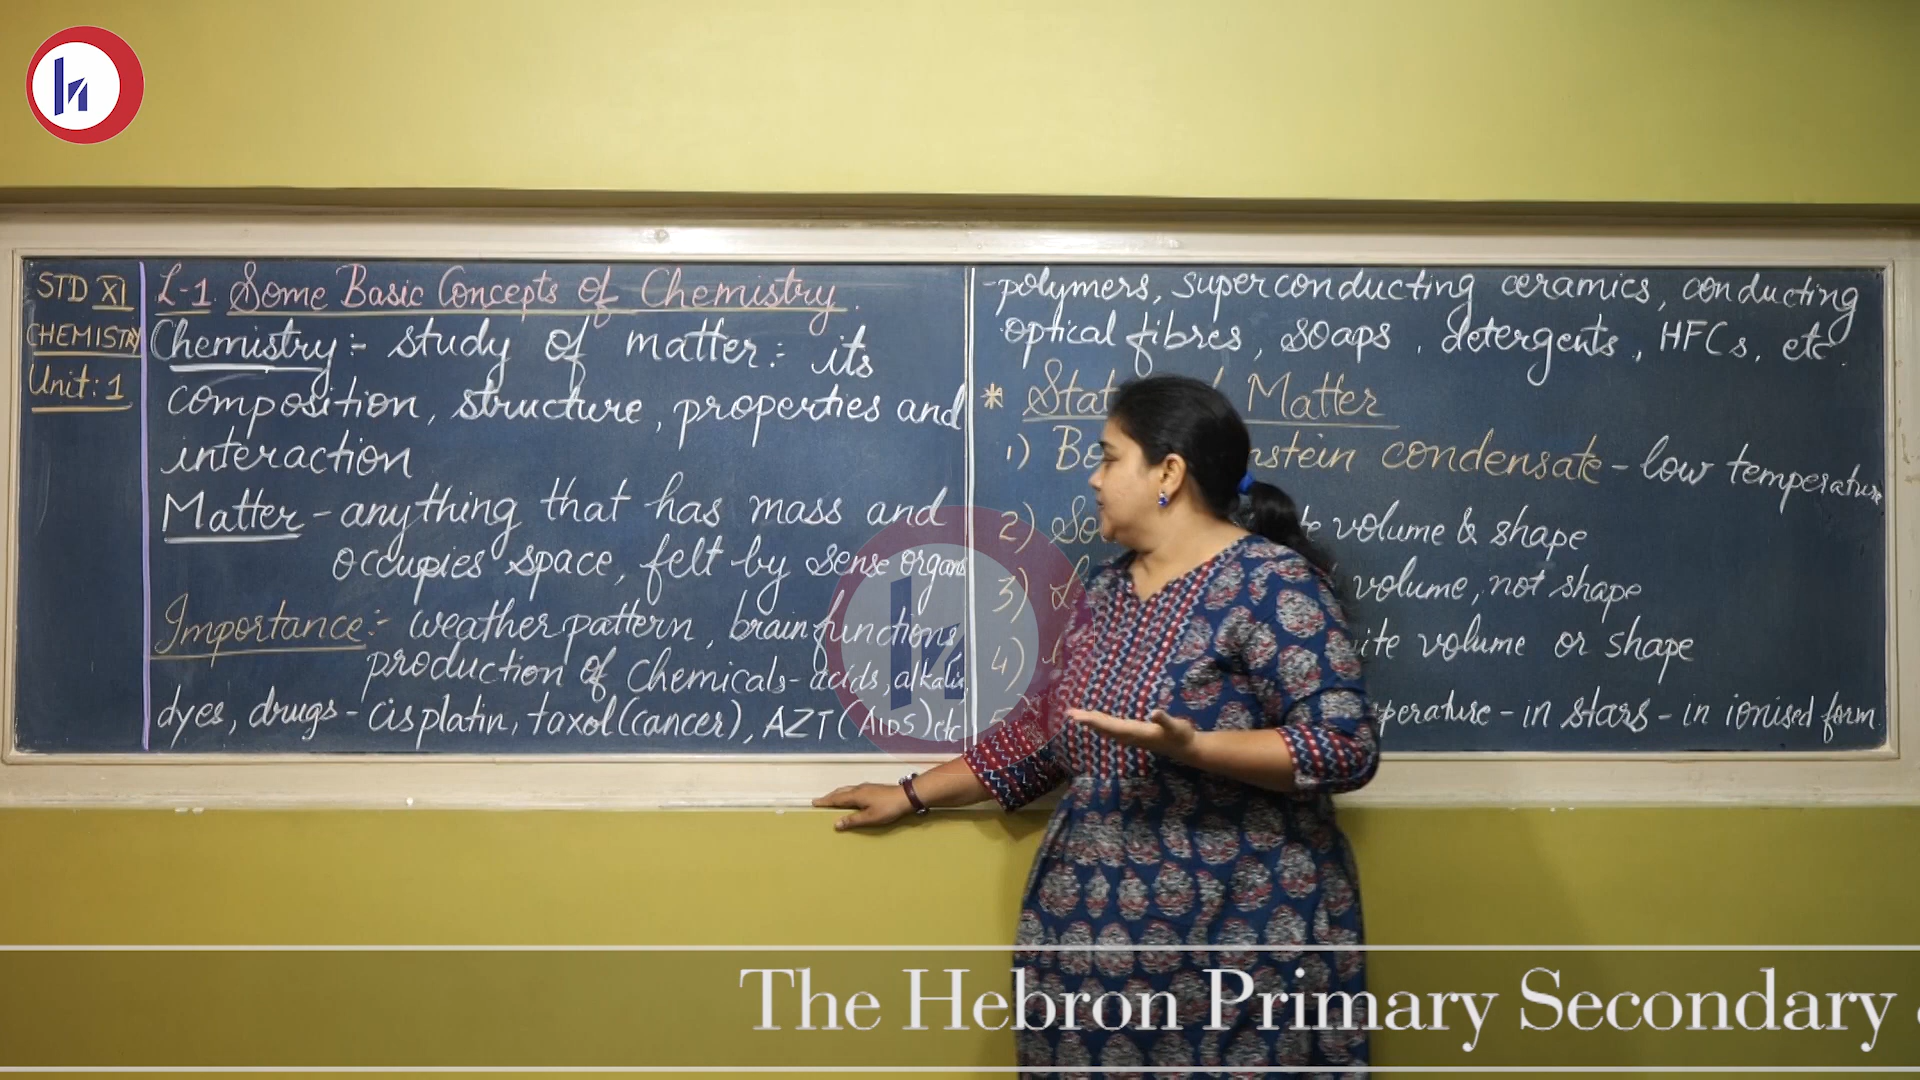 STD XI
CHEMISTRY
Unit: 1
L-1 Some Basic Concepts of Chemistry.
Chemistry:- study of matter: its
composition, structure, properties and
interaction
Matter - anything that has mass and
occupies space, felt by sense organs
Importance:- weather pattern, brain functions,
production of chemicals- acids, alkalis,
dyes, drugs - cisplatin, taxol (cancer), AZT (AIDS) etc
-polymers, superconducting ceramics, conducting
optical fibres, soaps, detergents, HFCs, etc.
* Matter
1) condensate - low temperature
2) volume & shape
3) volume, not shape
4) volume or shape
5) - in stars - in ionised form
The Hebron Primary Secondary